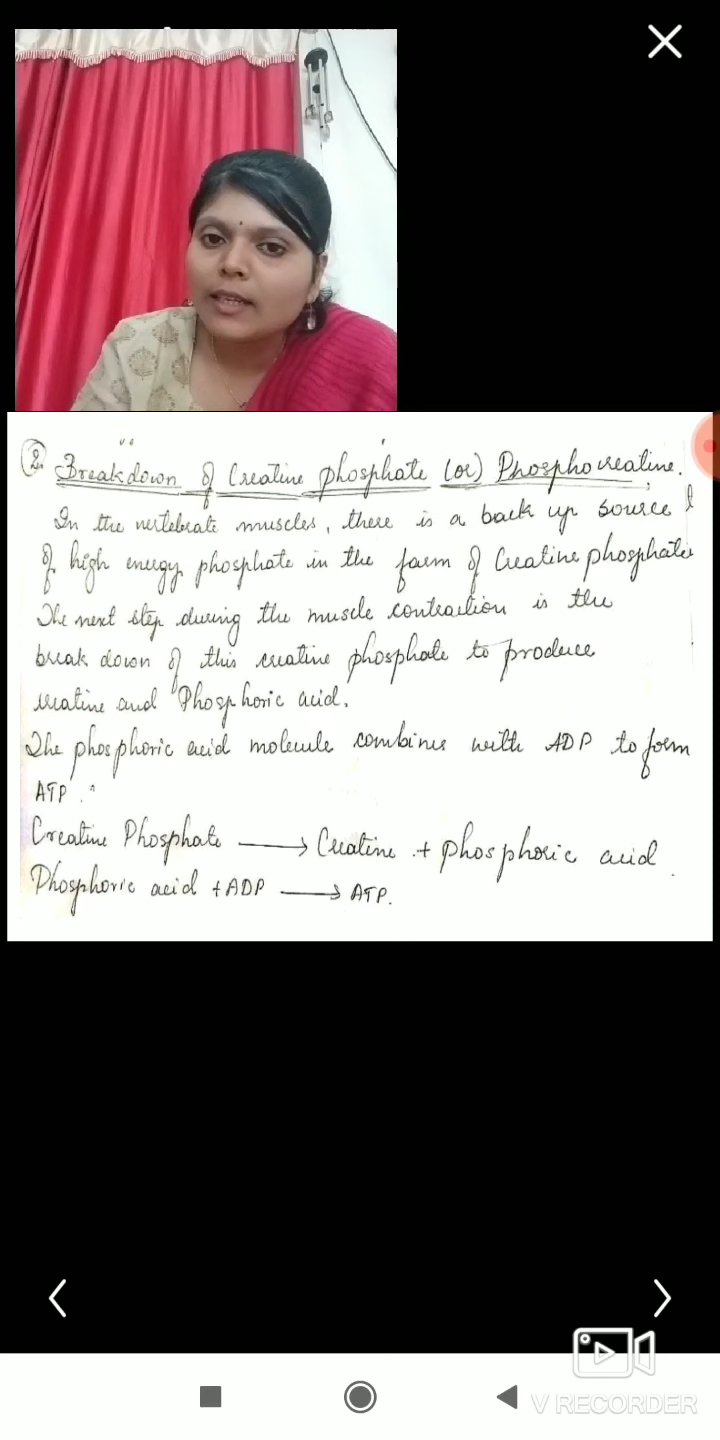 2. Breakdown of Creatine phosphate (or) Phosphocreatine.
In the vertebrate muscles, there is a back up source
of high energy phosphate in the form of Creatine phosphate
The next step during the muscle contraction is the
break down of this creatine phosphate to produce
creatine and Phosphoric acid.
The phosphoric acid molecule combines with ADP to form
ATP.
Creatine Phosphate ⟶ Creatine + phosphoric acid.
Phosphoric acid + ADP ⟶ ATP.
V RECORDER